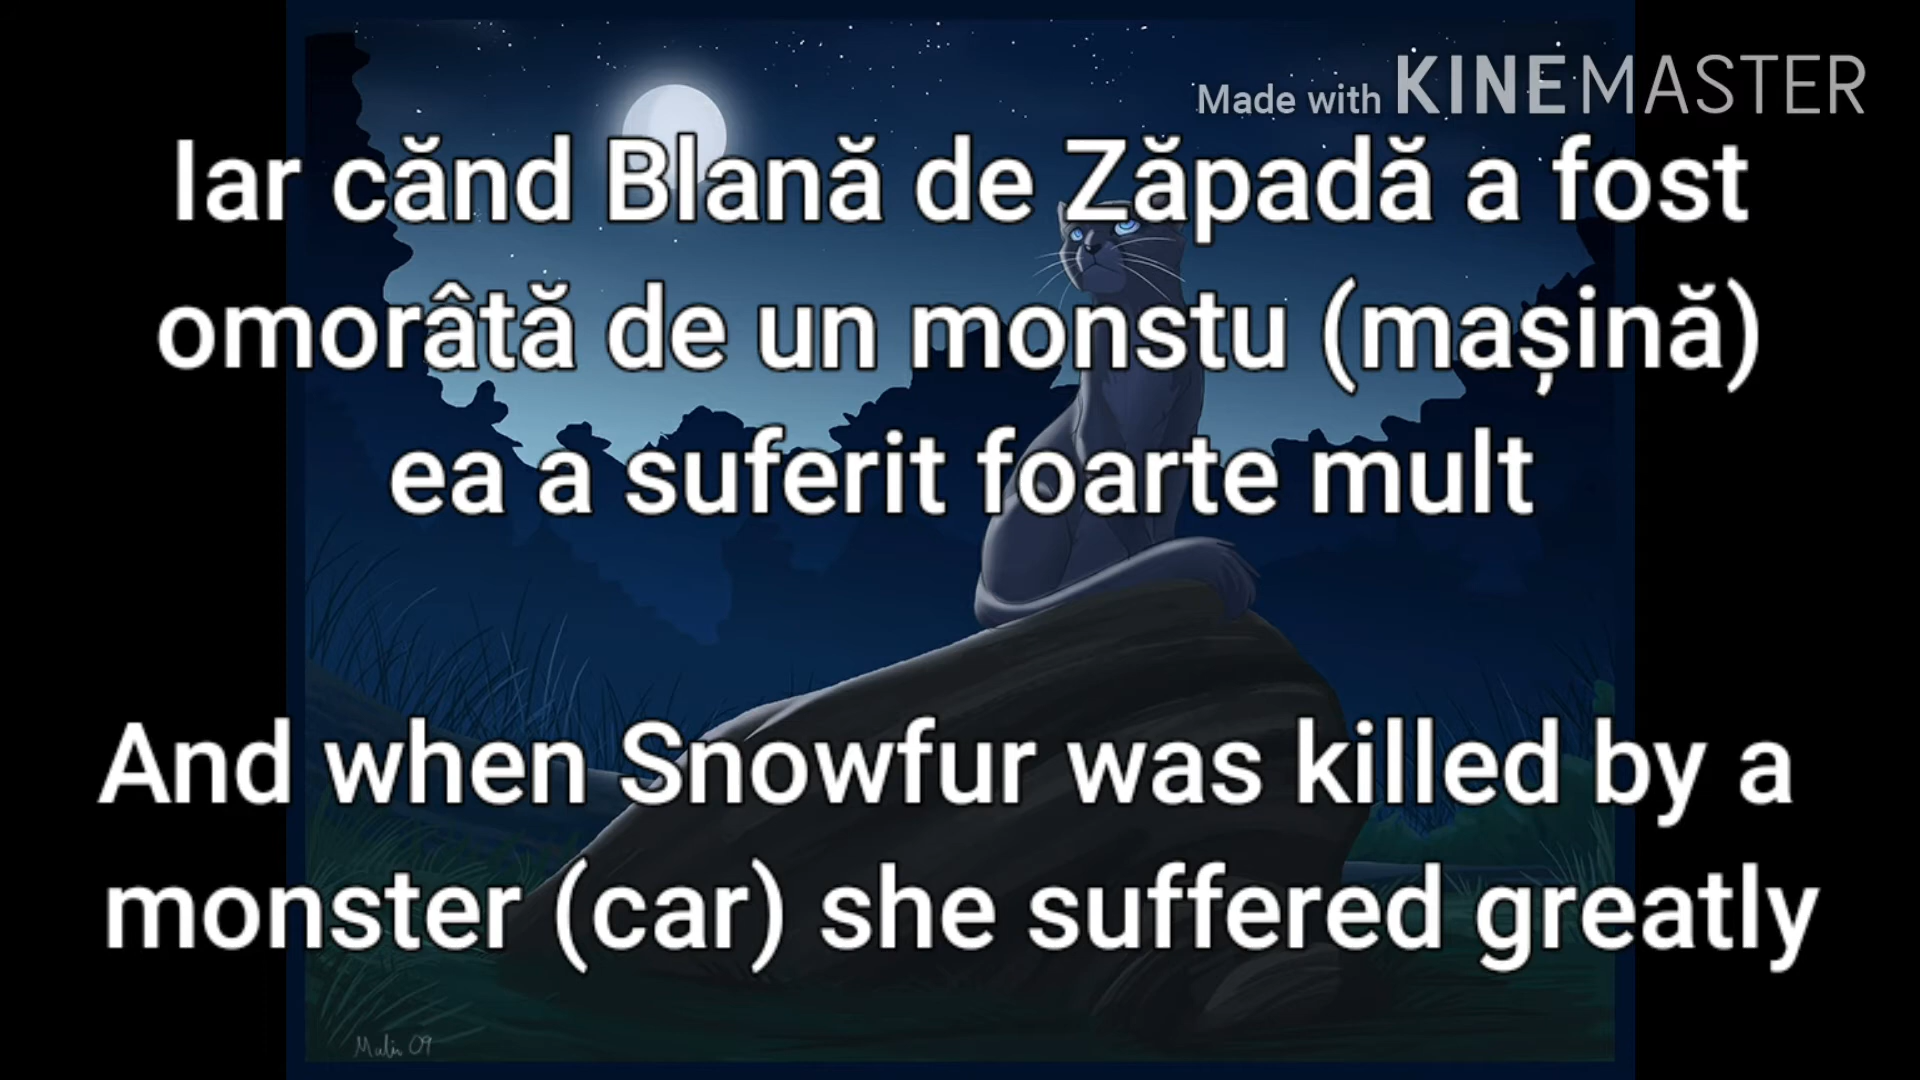 Made with KINEMASTER
Iar cănd Blană de Zăpadă a fost
omorâtă de un monstu (mașină)
ea a suferit foarte mult
And when Snowfur was killed by a
monster (car) she suffered greatly